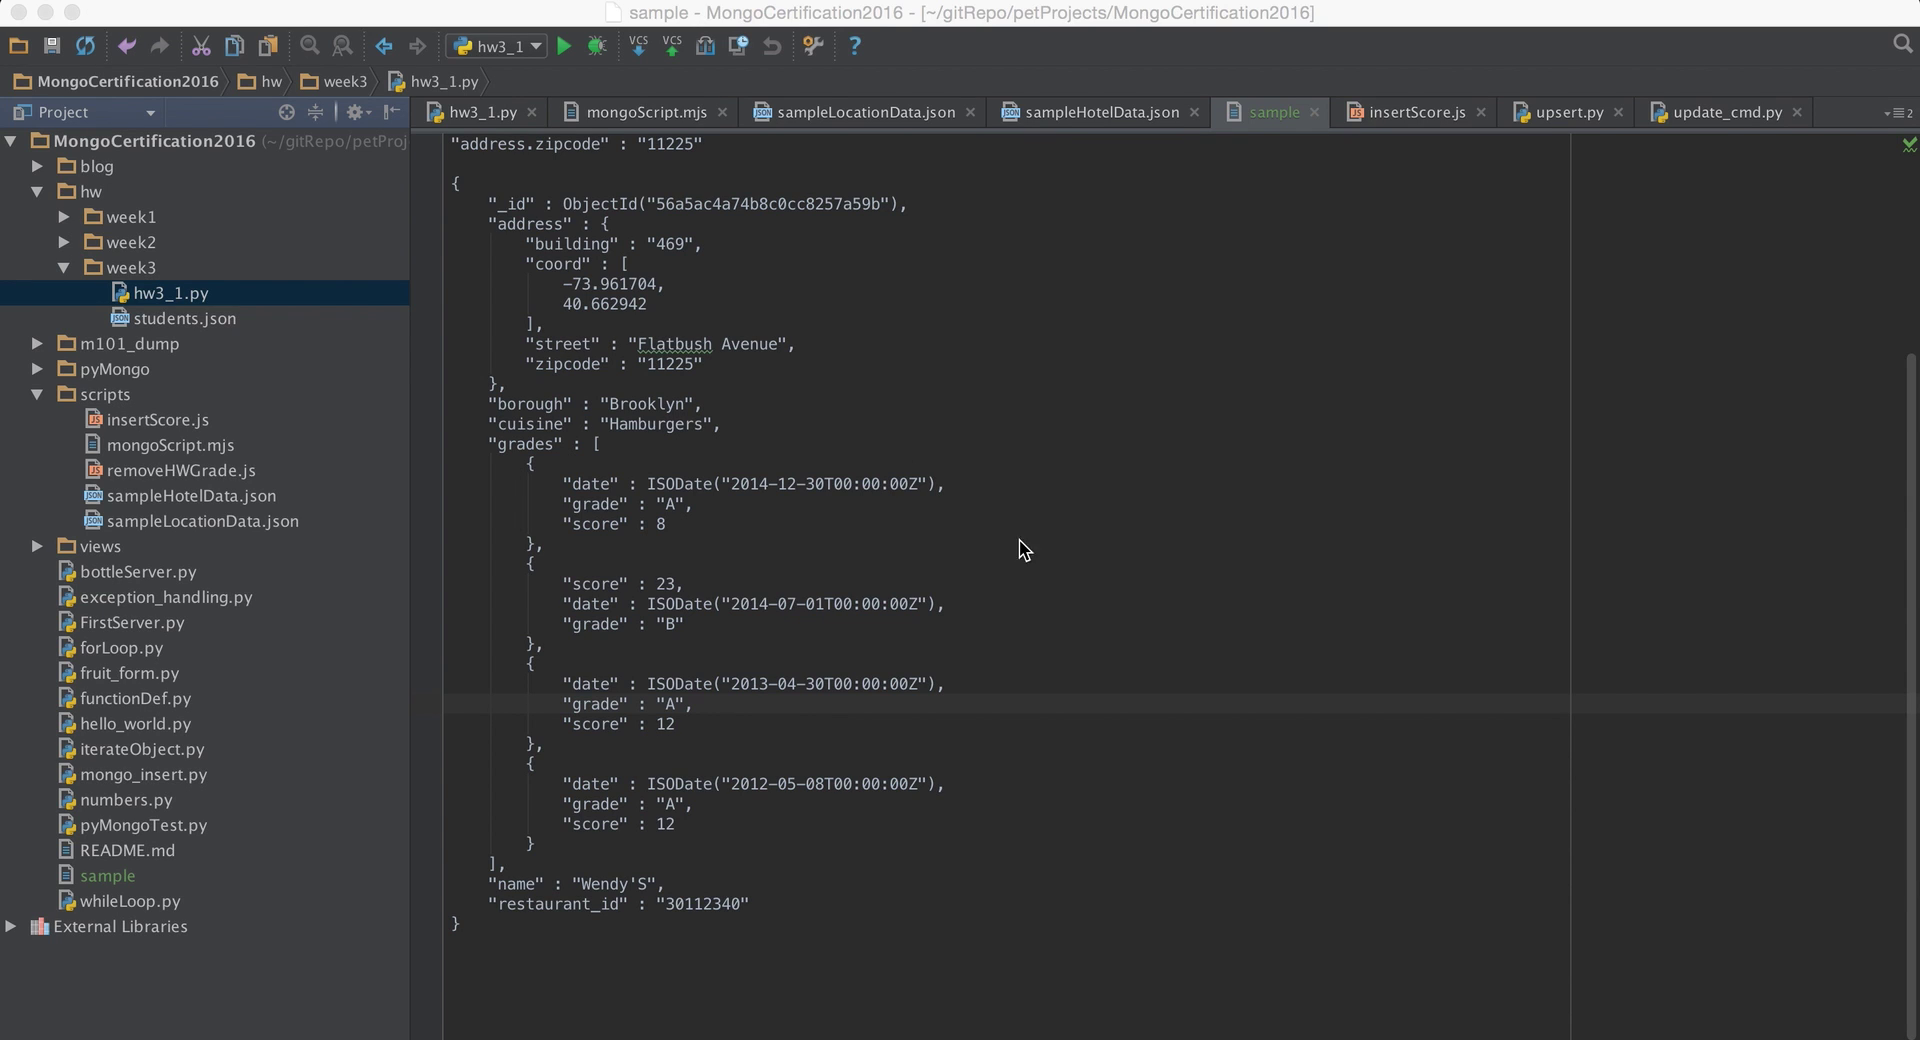 sample - MongoCertification2016 - [~/gitRepo/petProjects/MongoCertification2016]
hw3_1
VCS VCS ?
MongoCertification2016 hw week3 hw3_1.py
Project
hw3_1.py mongoScript.mjs sampleLocationData.json sampleHotelData.json sample insertScore.js upsert.py update_cmd.py 2
MongoCertification2016 (~/gitRepo/petProj
blog
hw
week1
week2
week3
hw3_1.py
students.json
m101_dump
pyMongo
scripts
insertScore.js
mongoScript.mjs
removeHWGrade.js
sampleHotelData.json
sampleLocationData.json
views
bottleServer.py
exception_handling.py
FirstServer.py
forLoop.py
fruit_form.py
functionDef.py
hello_world.py
iterateObject.py
mongo_insert.py
numbers.py
pyMongoTest.py
README.md
sample
whileLoop.py
External Libraries
"address.zipcode" : "11225"
{
"_id" : ObjectId("56a5ac4a74b8c0cc8257a59b"),
"address" : {
"building" : "469",
"coord" : [
-73.961704,
40.662942
],
"street" : "Flatbush Avenue",
"zipcode" : "11225"
},
"borough" : "Brooklyn",
"cuisine" : "Hamburgers",
"grades" : [
{
"date" : ISODate("2014-12-30T00:00:00Z"),
"grade" : "A",
"score" : 8
},
{
"score" : 23,
"date" : ISODate("2014-07-01T00:00:00Z"),
"grade" : "B"
},
{
"date" : ISODate("2013-04-30T00:00:00Z"),
"grade" : "A",
"score" : 12
},
{
"date" : ISODate("2012-05-08T00:00:00Z"),
"grade" : "A",
"score" : 12
}
],
"name" : "Wendy'S",
"restaurant_id" : "30112340"
}